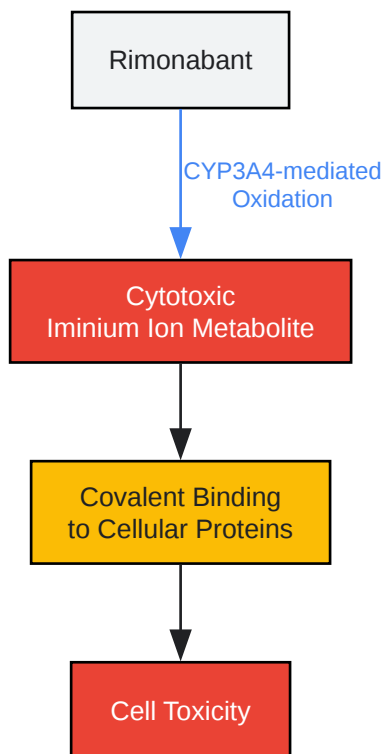 Rimonabant
CYP3A4-mediated
Oxidation
Cytotoxic
Iminium Ion Metabolite
Covalent Binding
to Cellular Proteins
Cell Toxicity